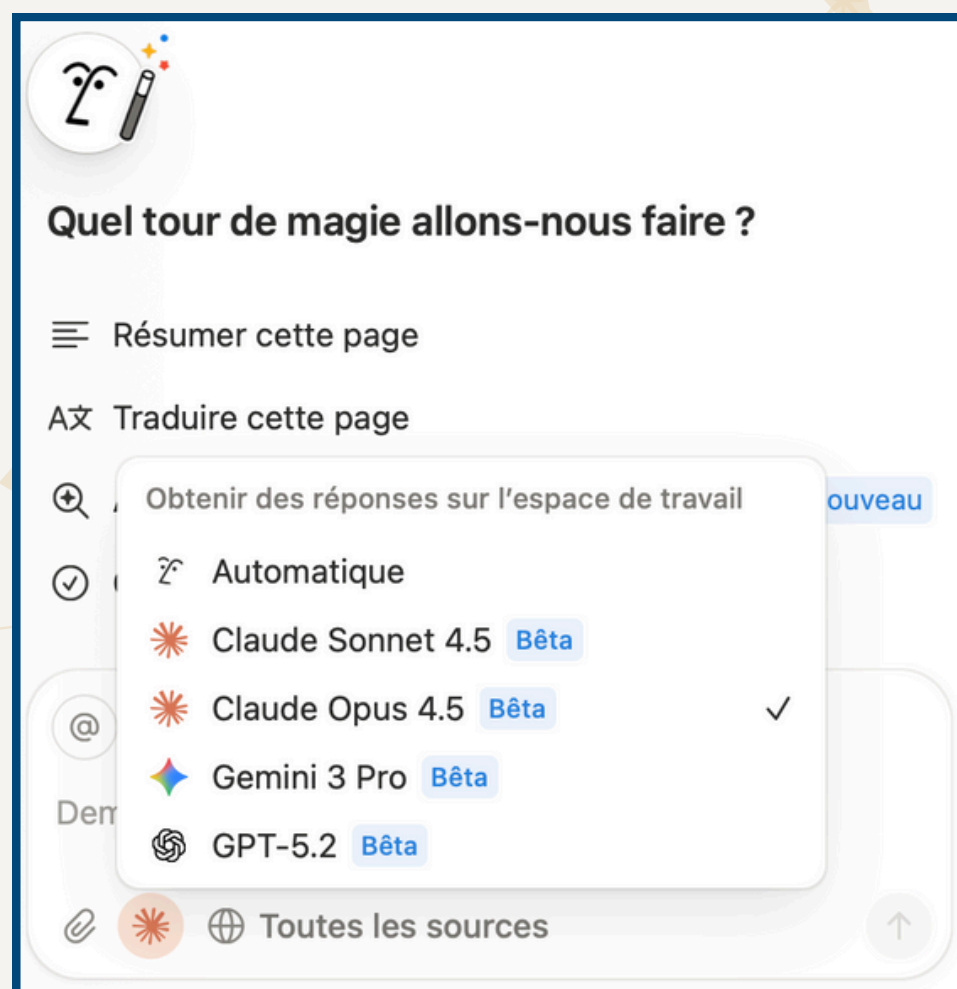 Quel tour de magie allons-nous faire ?
Résumer cette page
A文 Traduire cette page
Obtenir des réponses sur l'espace de travail
ouveau
Automatique
Claude Sonnet 4.5 Bêta
Claude Opus 4.5 Bêta
@
Gemini 3 Pro Bêta
Dem
GPT-5.2 Bêta
Toutes les sources